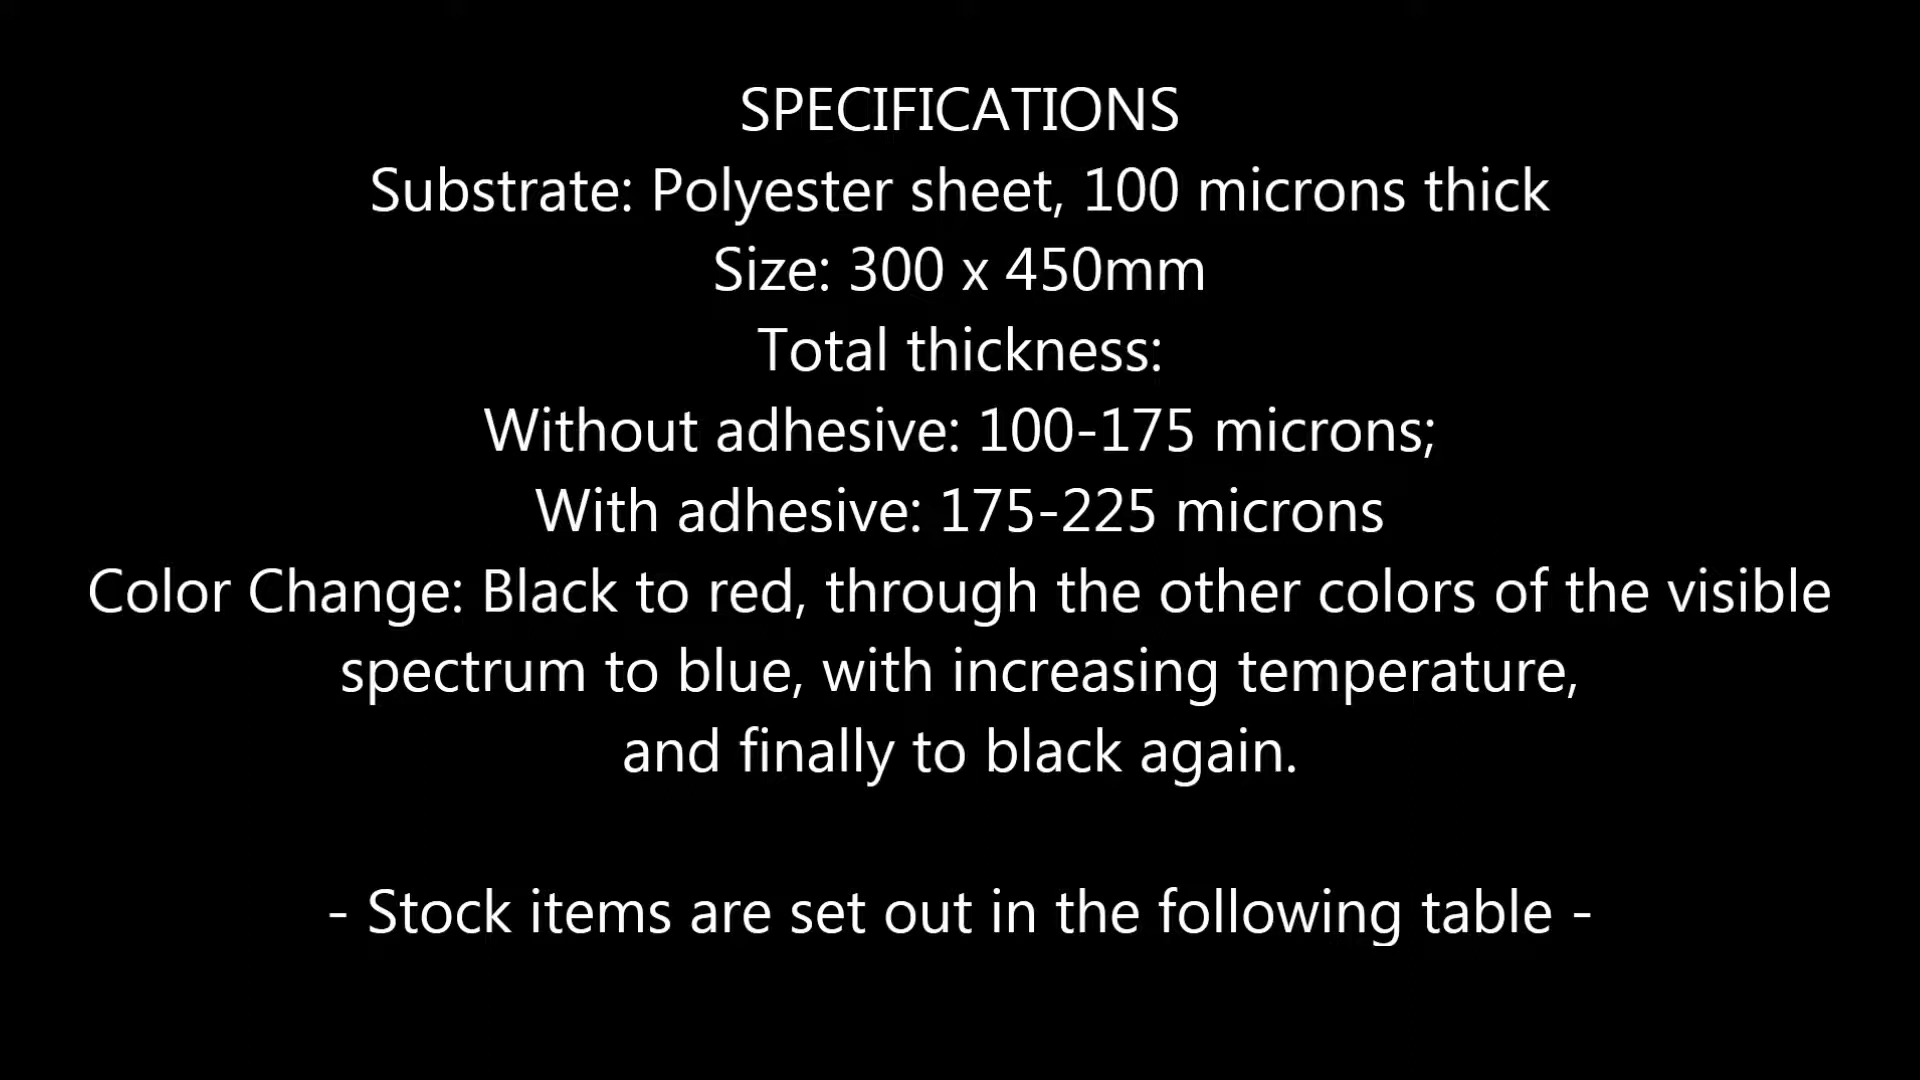 SPECIFICATIONS
Substrate: Polyester sheet, 100 microns thick
Size: 300 x 450mm
Total thickness:
Without adhesive: 100-175 microns;
With adhesive: 175-225 microns
Color Change: Black to red, through the other colors of the visible
spectrum to blue, with increasing temperature,
and finally to black again.
- Stock items are set out in the following table -